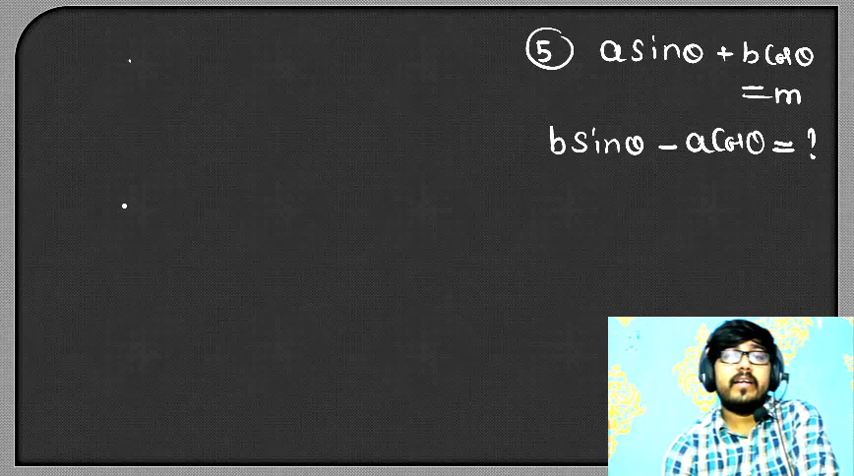 ⑤ asinθ + bcosθ
= m
bsinθ - acosθ = ?